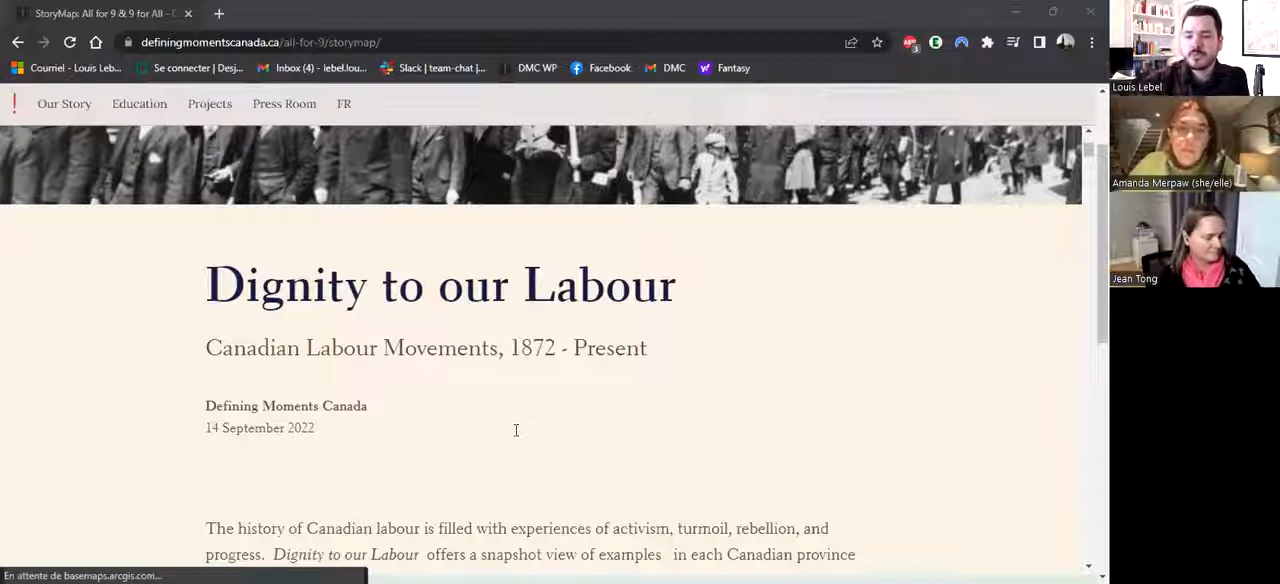 StoryMap: All for 9 & 9 for All -
definingmomentscanada.ca/all-for-9/storymap/
Courriel - Louis Leb... Se connecter | Desj... Inbox (4) - lebel.lou... Slack | team-chat |... DMC WP Facebook DMC Fantasy
Our Story Education Projects Press Room FR
Dignity to our Labour
Canadian Labour Movements, 1872 - Present
Defining Moments Canada
14 September 2022
The history of Canadian labour is filled with experiences of activism, turmoil, rebellion, and
progress. Dignity to our Labour offers a snapshot view of examples in each Canadian province
En attente de basemaps.arcgis.com...
Louis Lebel
Amanda Merpaw (she/elle)
Jean Tong